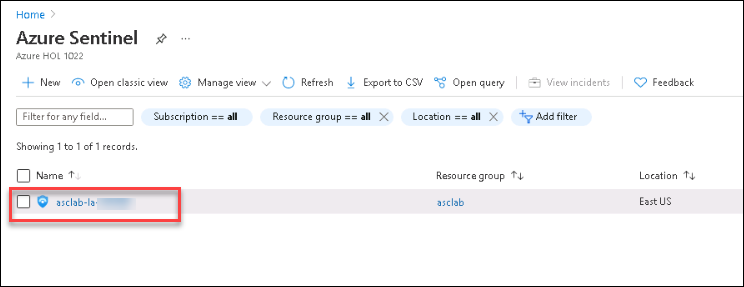 Home >
Azure Sentinel
Azure HOL 1022
New Open classic view Manage view Refresh Export to CSV Open query View incidents Feedback
Filter for any field... Subscription == all Resource group == all Location == all Add filter
Showing 1 to 1 of 1 records.
Name Resource group Location
asclab-la- asclab East US